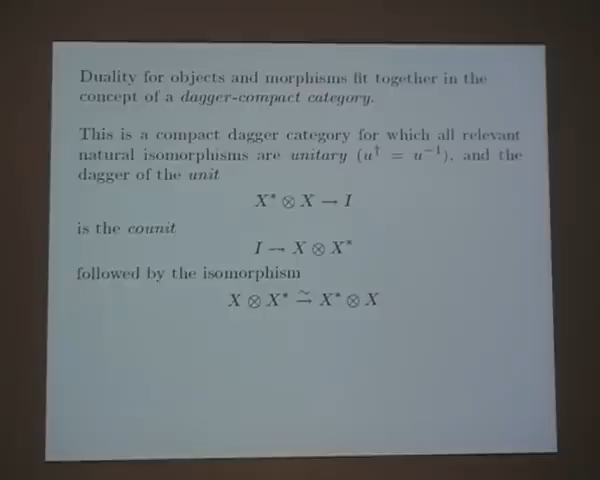 Duality for objects and morphisms fit together in the
concept of a dagger-compact category.
This is a compact dagger category for which all relevant
natural isomorphisms are unitary (u† = u⁻¹), and the
dagger of the unit
X* ⊗ X → I
is the counit
I → X ⊗ X*
followed by the isomorphism
X ⊗ X* ⥲ X* ⊗ X